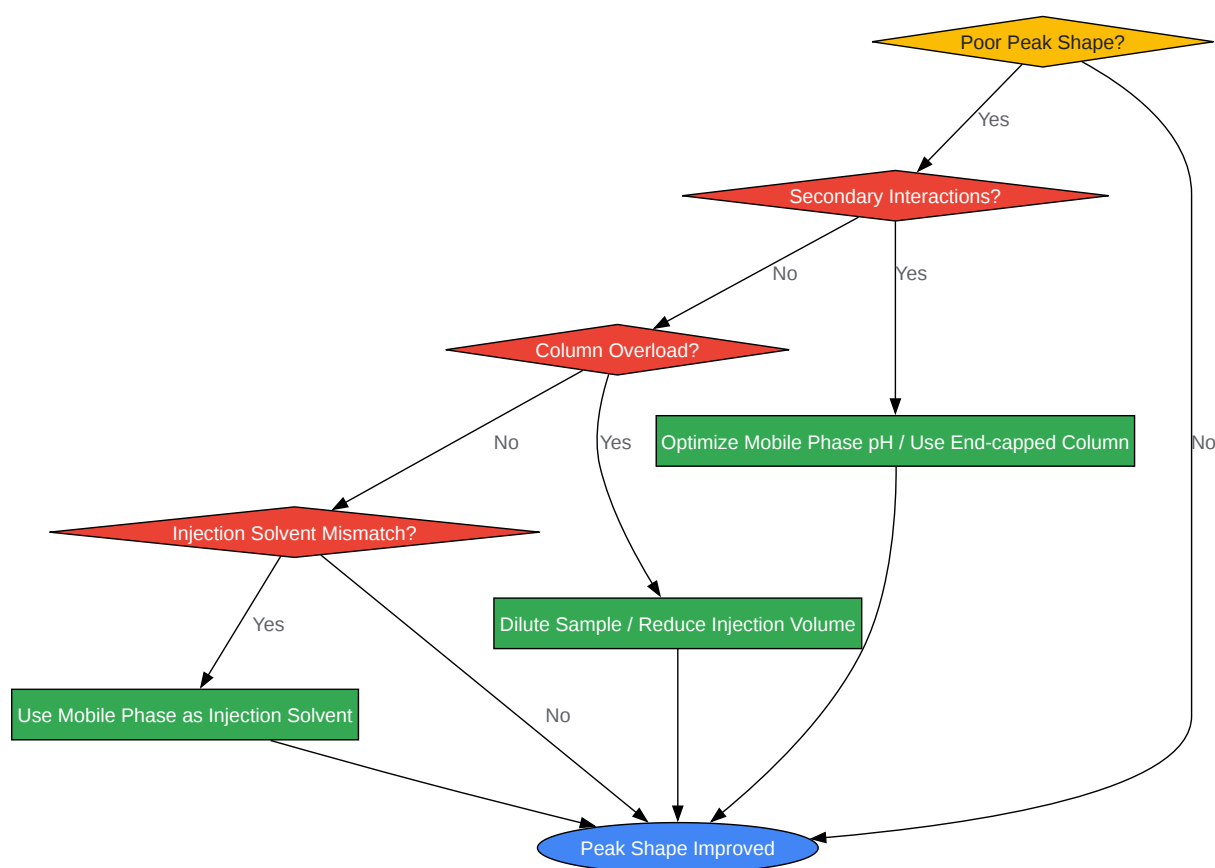 Poor Peak Shape?
Yes
Secondary Interactions?
No
Yes
Column Overload?
No
Yes
Optimize Mobile Phase pH / Use End-capped Column
No
Injection Solvent Mismatch?
Yes
Dilute Sample / Reduce Injection Volume
Use Mobile Phase as Injection Solvent
No
Peak Shape Improved